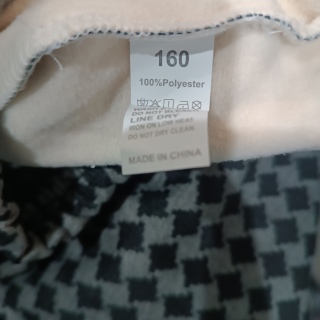 160
100%Polyester
DO NOT BLEACH
LINE DRY
IRON ON LOW HEAT
DO NOT DRY CLEAN
MADE IN CHINA